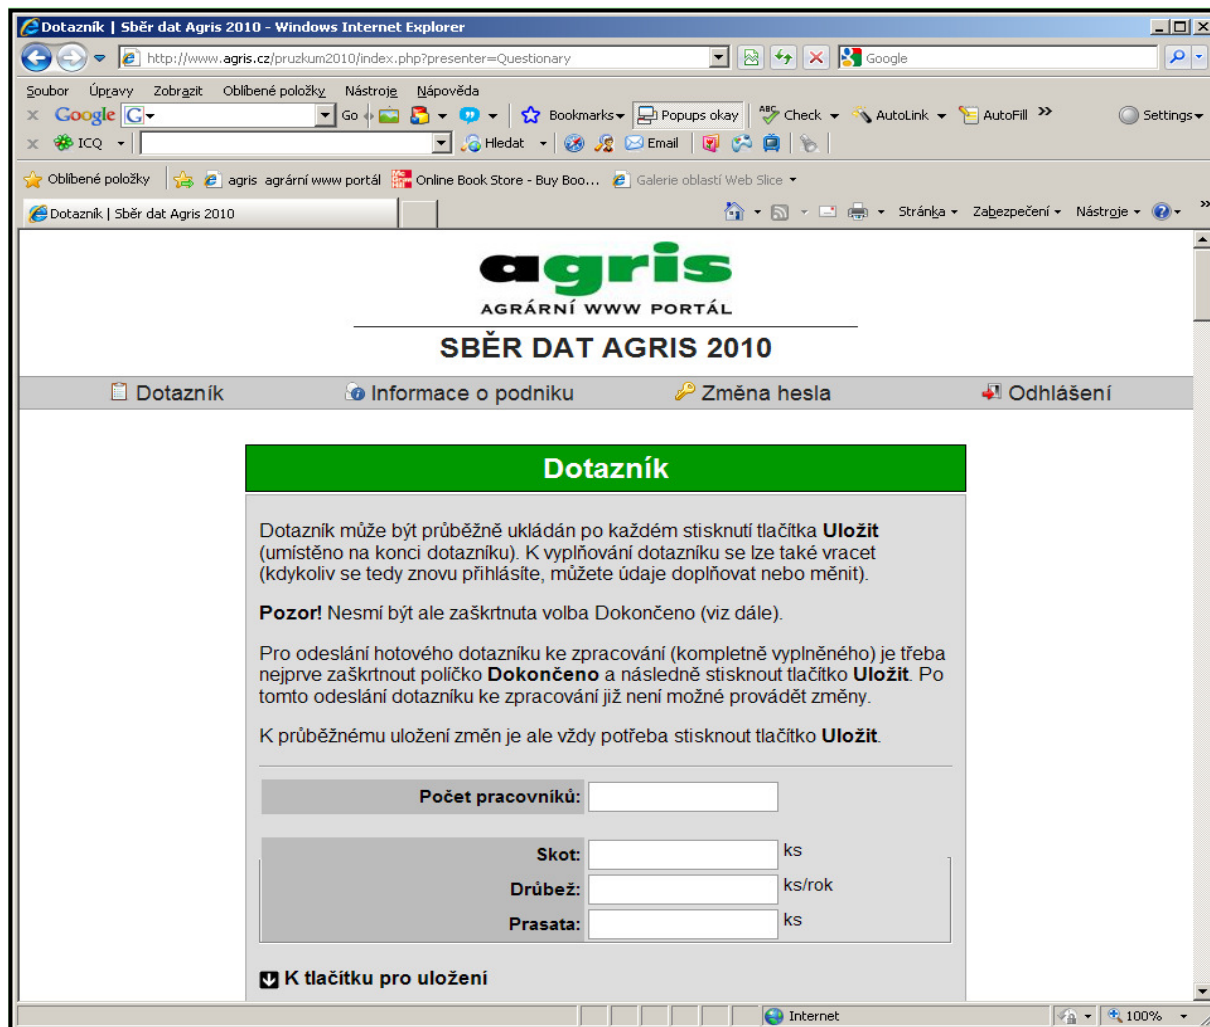 Dotazník | Sběr dat Agris 2010 - Windows Internet Explorer
http://www.agris.cz/pruzkum2010/index.php?presenter=Questionary
Google
Soubor Úpravy Zobrazit Oblíbené položky Nástroje Nápověda
Google G Go Bookmarks Popups okay ABC Check AutoLink AutoFill » Settings
ICQ Hledat Email
Oblíbené položky agris agrární www portál Online Book Store - Buy Boo... Galerie oblastí Web Slice
Dotazník | Sběr dat Agris 2010 Stránka Zabezpečení Nástroje »
agris
AGRÁRNÍ WWW PORTÁL
SBĚR DAT AGRIS 2010
Dotazník Informace o podniku Změna hesla Odhlášení
Dotazník
Dotazník může být průběžně ukládán po každém stisknutí tlačítka Uložit
(umístěno na konci dotazníku). K vyplňování dotazníku se lze také vracet
(kdykoliv se tedy znovu přihlásíte, můžete údaje doplňovat nebo měnit).
Pozor! Nesmí být ale zaškrtnuta volba Dokončeno (viz dále).
Pro odeslání hotového dotazníku ke zpracování (kompletně vyplněného) je třeba
nejprve zaškrtnout políčko Dokončeno a následně stisknout tlačítko Uložit. Po
tomto odeslání dotazníku ke zpracování již není možné provádět změny.
K průběžnému uložení změn je ale vždy potřeba stisknout tlačítko Uložit.
Počet pracovníků:
Skot: ks
Drůbež: ks/rok
Prasata: ks
K tlačítku pro uložení
Internet 100%